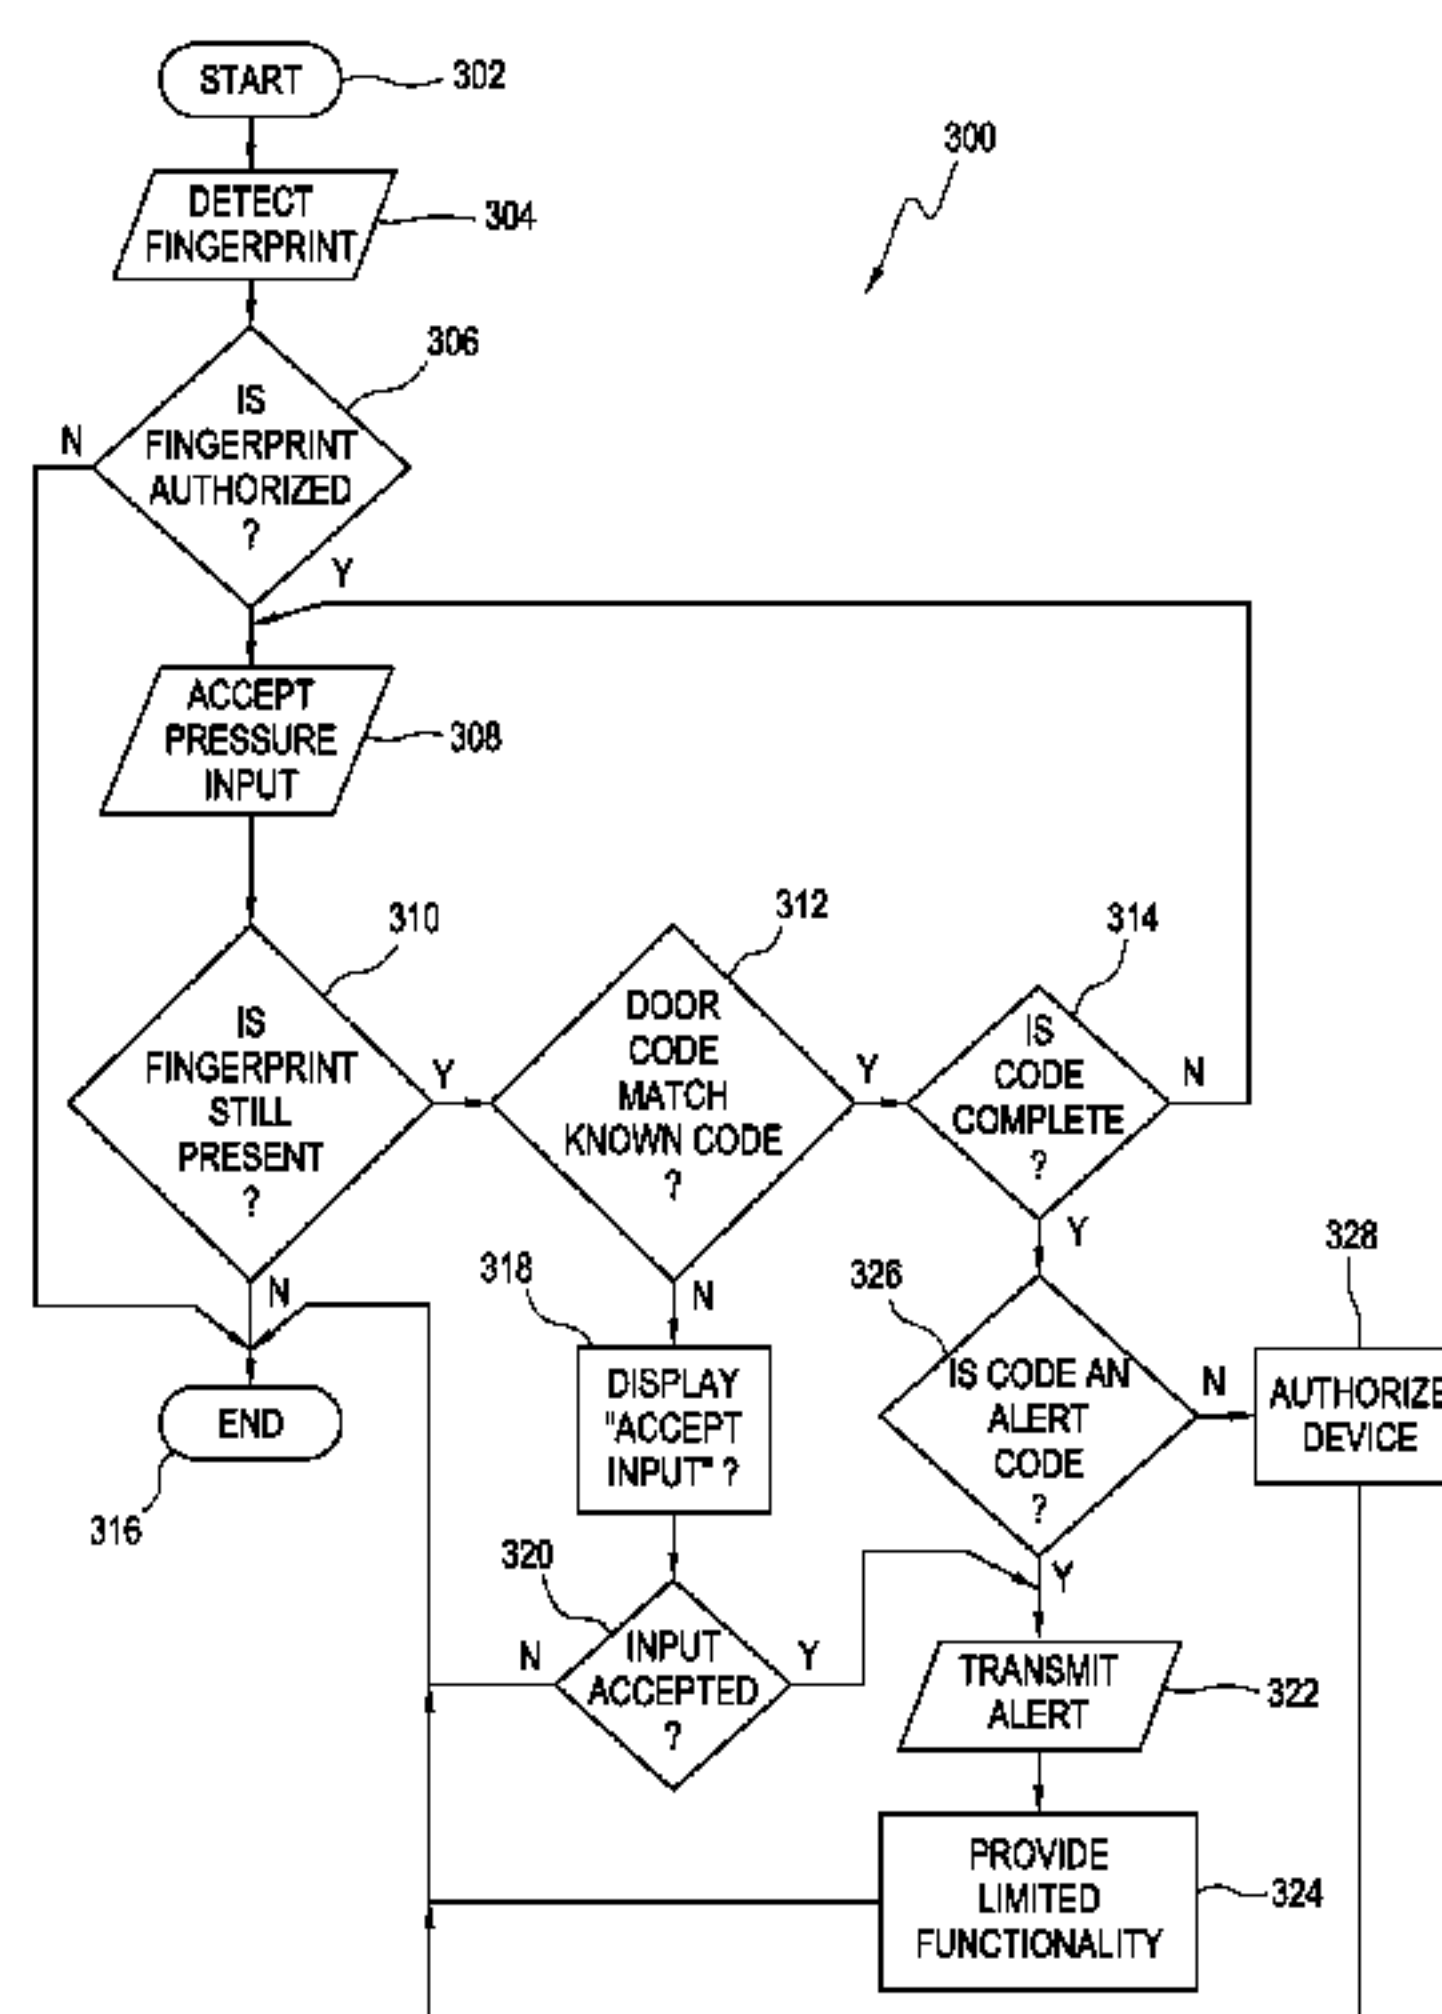 START
302
300
DETECT
FINGERPRINT
304
306
IS
FINGERPRINT
AUTHORIZED
?
N
Y
ACCEPT
PRESSURE
INPUT
308
310
IS
FINGERPRINT
STILL
PRESENT
?
Y
N
312
DOOR
CODE
MATCH
KNOWN CODE
?
Y
N
314
IS
CODE
COMPLETE
?
N
Y
END
316
318
DISPLAY
"ACCEPT
INPUT" ?
326
IS CODE AN
ALERT
CODE
?
N
Y
328
AUTHORIZE
DEVICE
320
INPUT
ACCEPTED
?
N
Y
TRANSMIT
ALERT
322
PROVIDE
LIMITED
FUNCTIONALITY
324